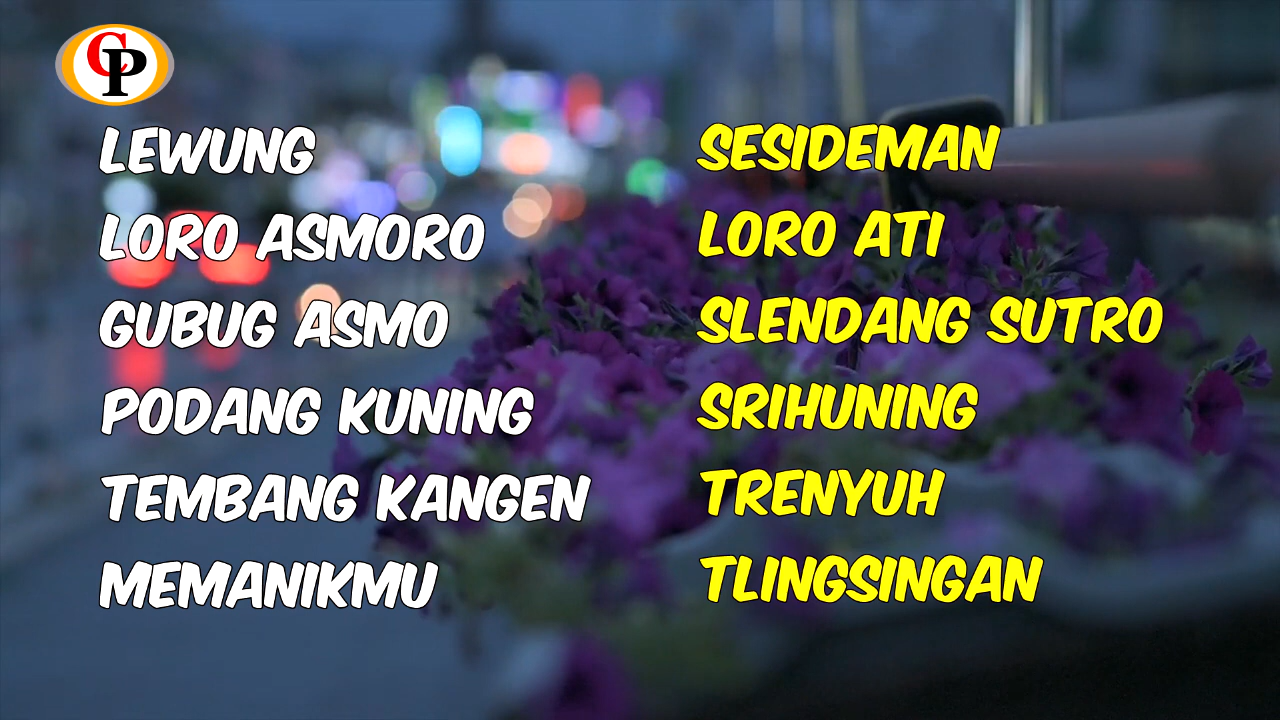 CP
LEWUNG
LORO ASMORO
GUBUG ASMO
PODANG KUNING
TEMBANG KANGEN
MEMANIKMU
SESIDEMAN
LORO ATI
SLENDANG SUTRO
SRIHUNING
TRENYUH
TLINGSINGAN